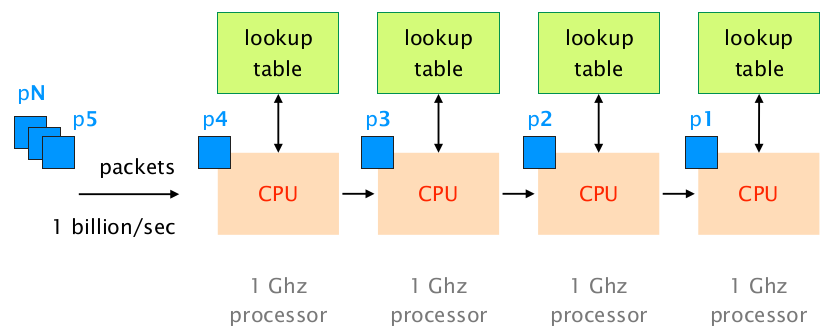 lookup
table
lookup
table
lookup
table
lookup
table
pN
p5
p4
p3
p2
p1
packets
1 billion/sec
CPU
CPU
CPU
CPU
1 Ghz
processor
1 Ghz
processor
1 Ghz
processor
1 Ghz
processor